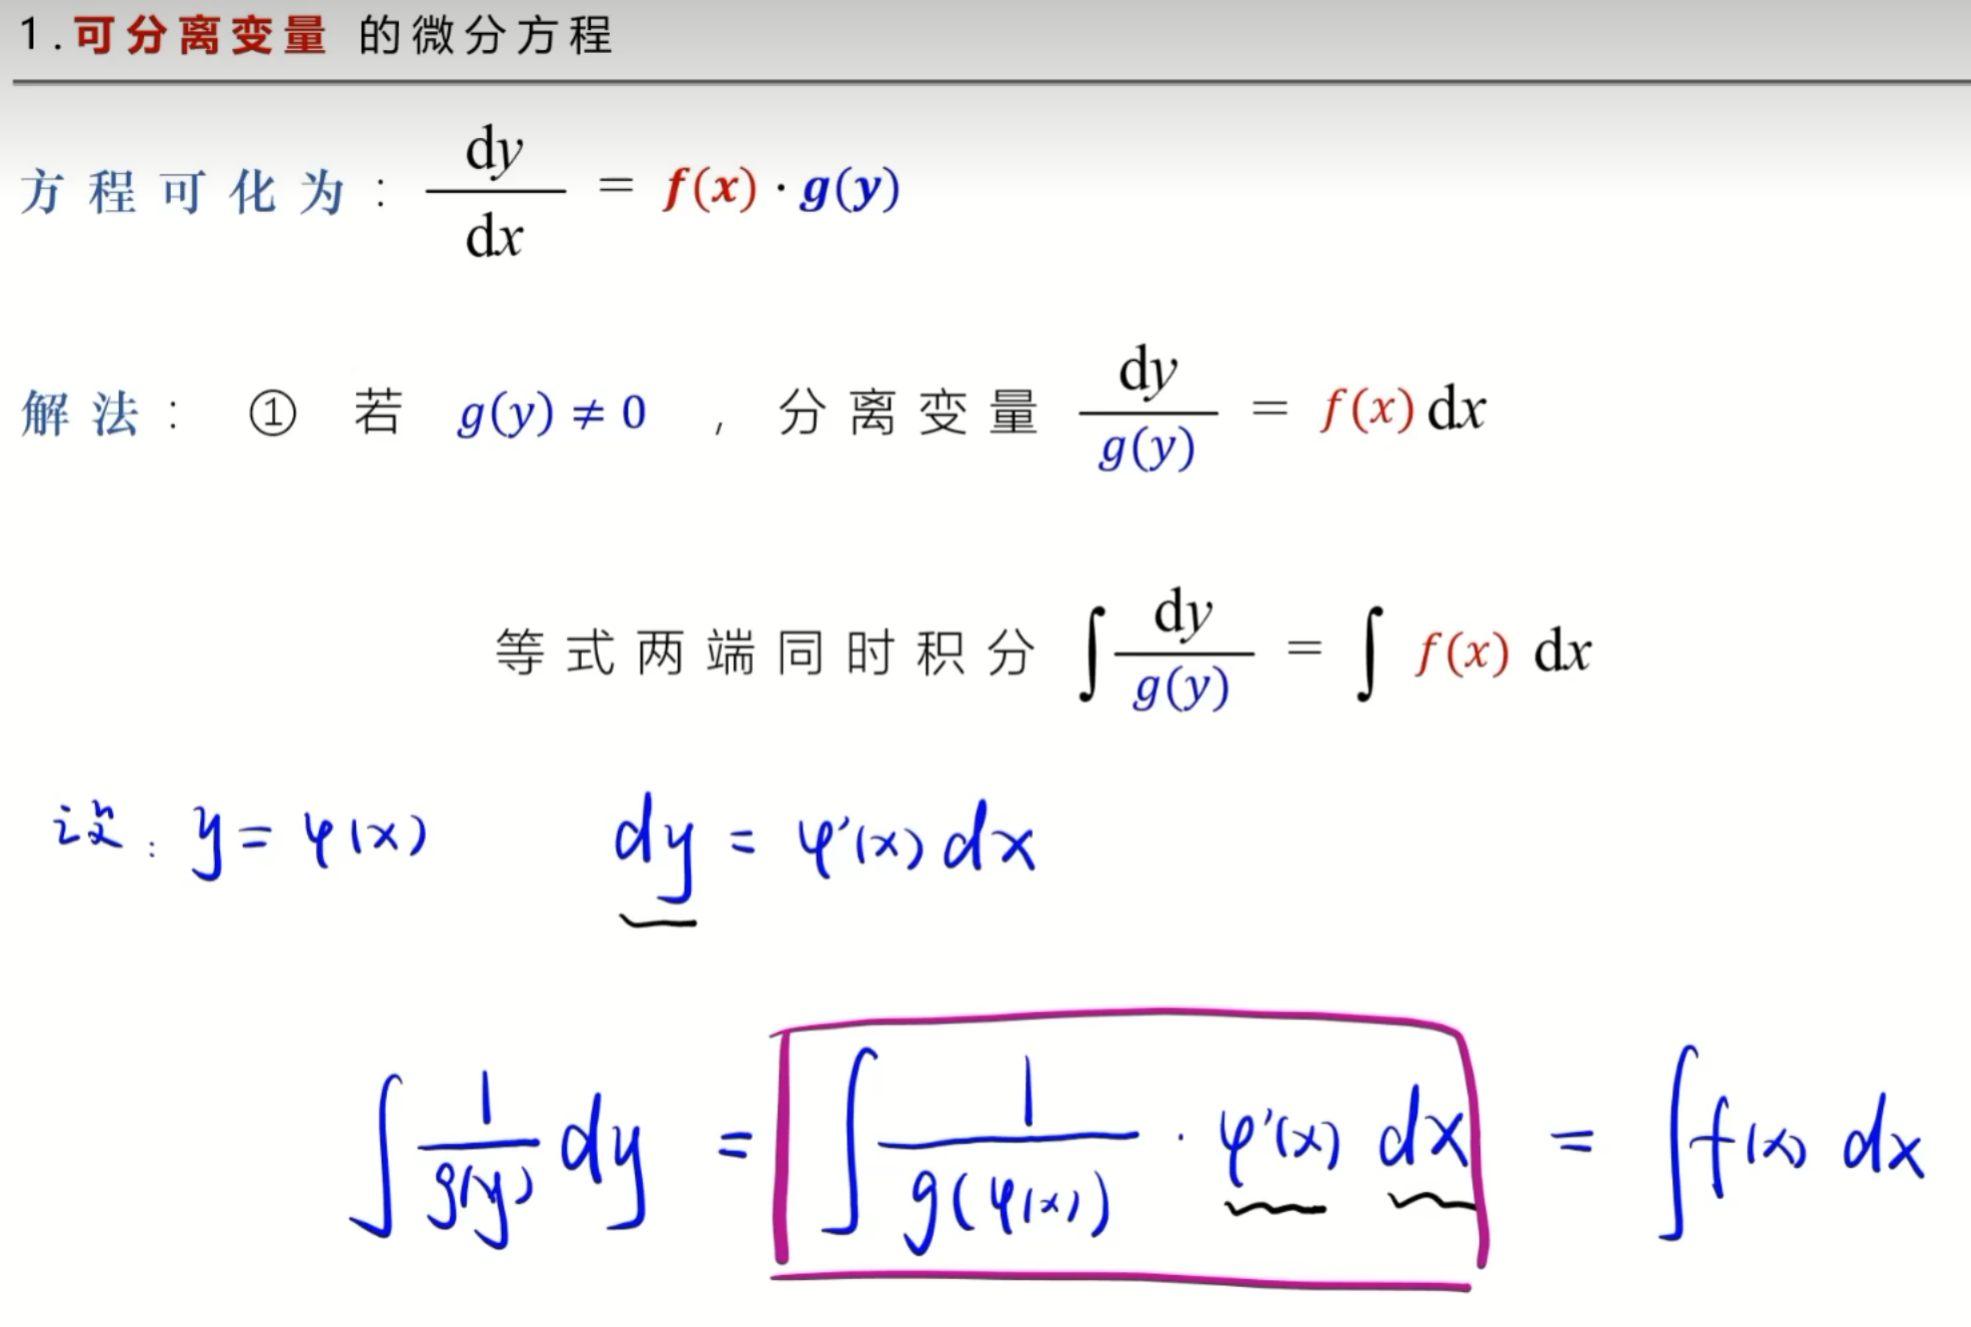 1.可分离变量 的微分方程
方程可化为: dy/dx = f(x)·g(y)
解法: ① 若 g(y) ≠ 0 , 分离变量 dy/g(y) = f(x) dx
等式两端同时积分 ∫ dy/g(y) = ∫ f(x) dx
设: y = φ(x) dy = φ'(x) dx
∫ 1/g(y) dy = ∫ 1/g(φ(x)) · φ'(x) dx = ∫ f(x) dx